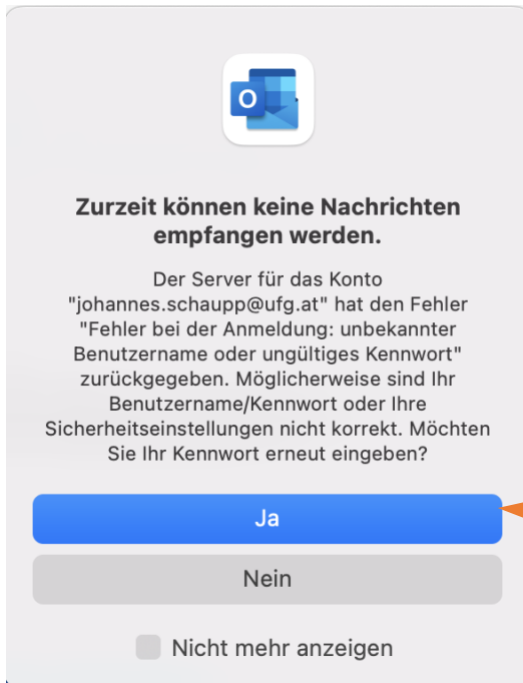 O
Zurzeit können keine Nachrichten
empfangen werden.
Der Server für das Konto
"johannes.schaupp@ufg.at" hat den Fehler
"Fehler bei der Anmeldung: unbekannter
Benutzername oder ungültiges Kennwort"
zurückgegeben. Möglicherweise sind Ihr
Benutzername/Kennwort oder Ihre
Sicherheitseinstellungen nicht korrekt. Möchten
Sie Ihr Kennwort erneut eingeben?
Ja
Nein
Nicht mehr anzeigen